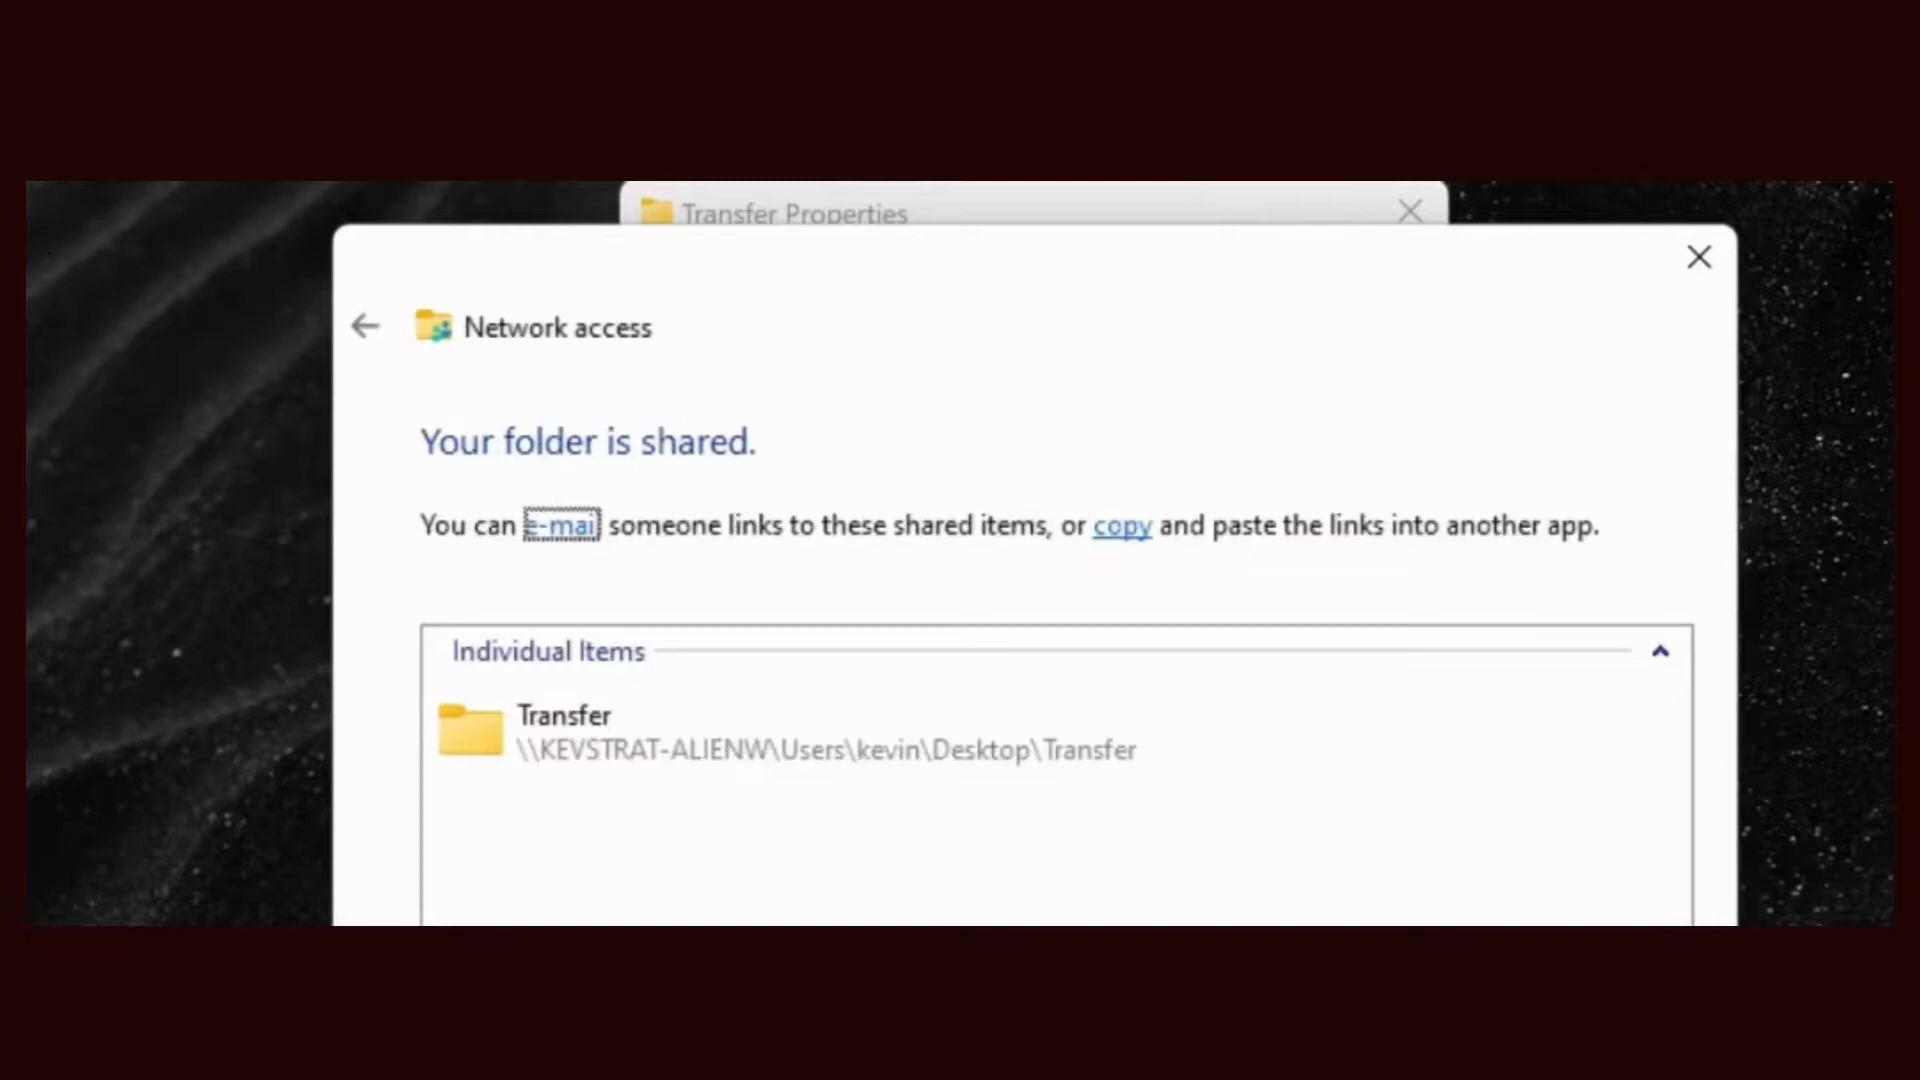 Transfer Properties
Network access
Your folder is shared.
You can e-mail someone links to these shared items, or copy and paste the links into another app.
Individual Items
Transfer
\\KEVSTRAT-ALIENW\Users\kevin\Desktop\Transfer